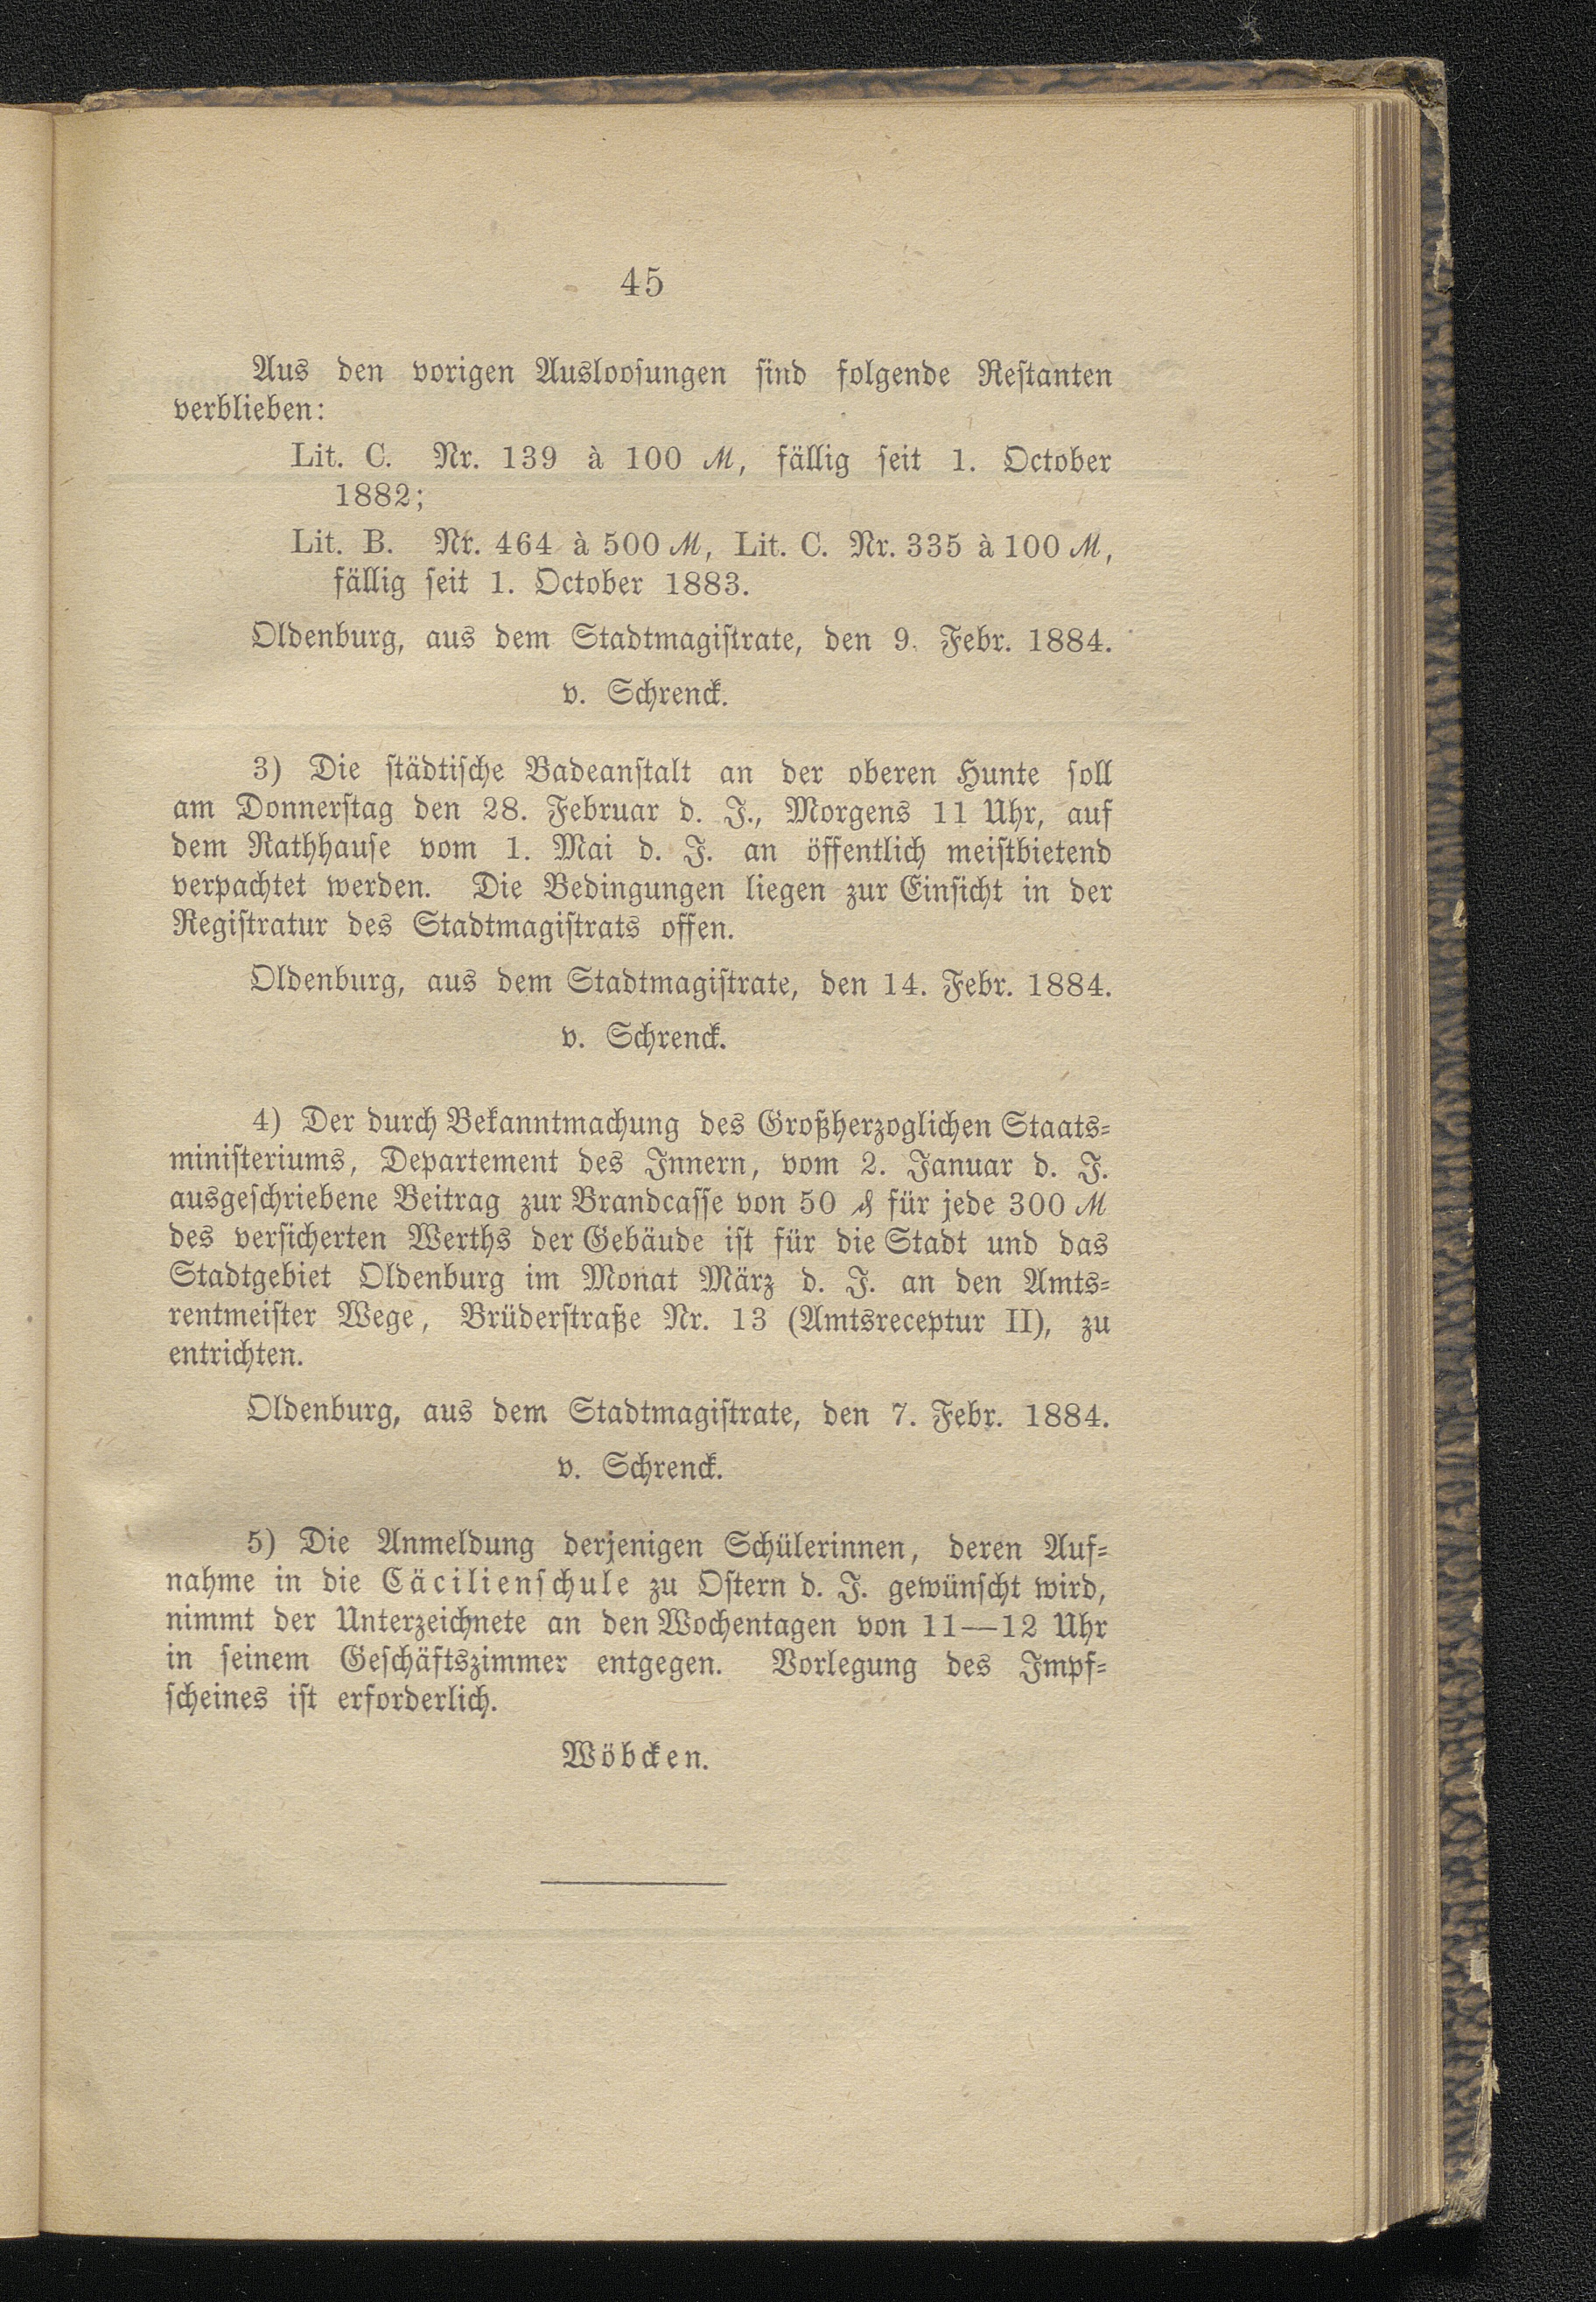 45
Aus den vorigen Ausloosungen sind folgende Restanten
verblieben:
Lit. C. Nr. 139 à 100 ℳ, fällig seit 1. October
1882;
Lit. B. Nr. 464 à 500 ℳ, Lit. C. Nr. 335 à 100 ℳ,
fällig seit 1. October 1883.
Oldenburg, aus dem Stadtmagistrate, den 9. Febr. 1884.
v. Schrenck.
3) Die städtische Badeanstalt an der oberen Hunte soll
am Donnerstag den 28. Februar d. J., Morgens 11 Uhr, auf
dem Rathhause vom 1. Mai d. J. an öffentlich meistbietend
verpachtet werden. Die Bedingungen liegen zur Einsicht in der
Registratur des Stadtmagistrats offen.
Oldenburg, aus dem Stadtmagistrate, den 14. Febr. 1884.
v. Schrenck.
4) Der durch Bekanntmachung des Großherzoglichen Staats-
ministeriums, Departement des Innern, vom 2. Januar d. J.
ausgeschriebene Beitrag zur Brandcasse von 50 ₰ für jede 300 ℳ
des versicherten Werths der Gebäude ist für die Stadt und das
Stadtgebiet Oldenburg im Monat März d. J. an den Amts-
rentmeister Wege, Brüderstraße Nr. 13 (Amtsreceptur II), zu
entrichten.
Oldenburg, aus dem Stadtmagistrate, den 7. Febr. 1884.
v. Schrenck.
5) Die Anmeldung derjenigen Schülerinnen, deren Auf-
nahme in die Cäcilienschule zu Ostern d. J. gewünscht wird,
nimmt der Unterzeichnete an den Wochentagen von 11—12 Uhr
in seinem Geschäftszimmer entgegen. Vorlegung des Impf-
scheines ist erforderlich.
Wöbcken.